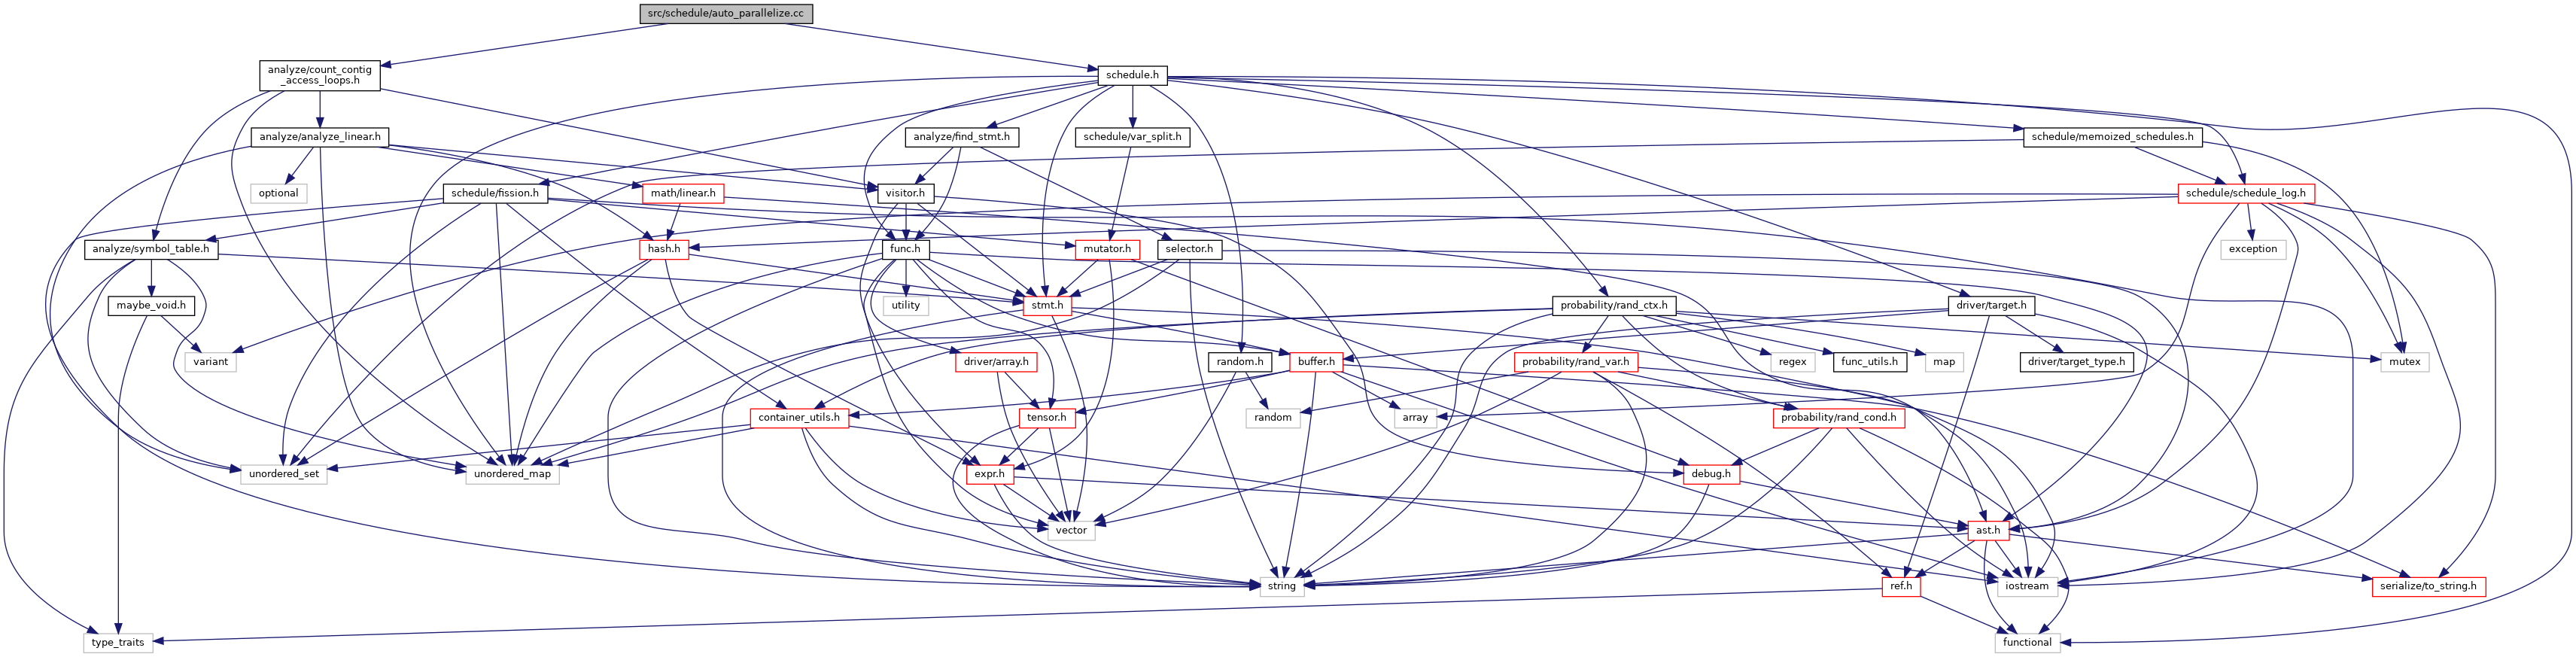 src/schedule/auto_parallelize.cc
analyze/count_contig
_access_loops.h
schedule.h
analyze/analyze_linear.h
analyze/find_stmt.h
schedule/var_split.h
schedule/memoized_schedules.h
optional
schedule/fission.h
math/linear.h
visitor.h
schedule/schedule_log.h
analyze/symbol_table.h
hash.h
func.h
mutator.h
selector.h
exception
maybe_void.h
utility
stmt.h
probability/rand_ctx.h
driver/target.h
variant
driver/array.h
random.h
buffer.h
probability/rand_var.h
regex
func_utils.h
map
driver/target_type.h
mutex
container_utils.h
tensor.h
random
array
probability/rand_cond.h
unordered_set
unordered_map
expr.h
debug.h
vector
ast.h
string
ref.h
iostream
serialize/to_string.h
type_traits
functional